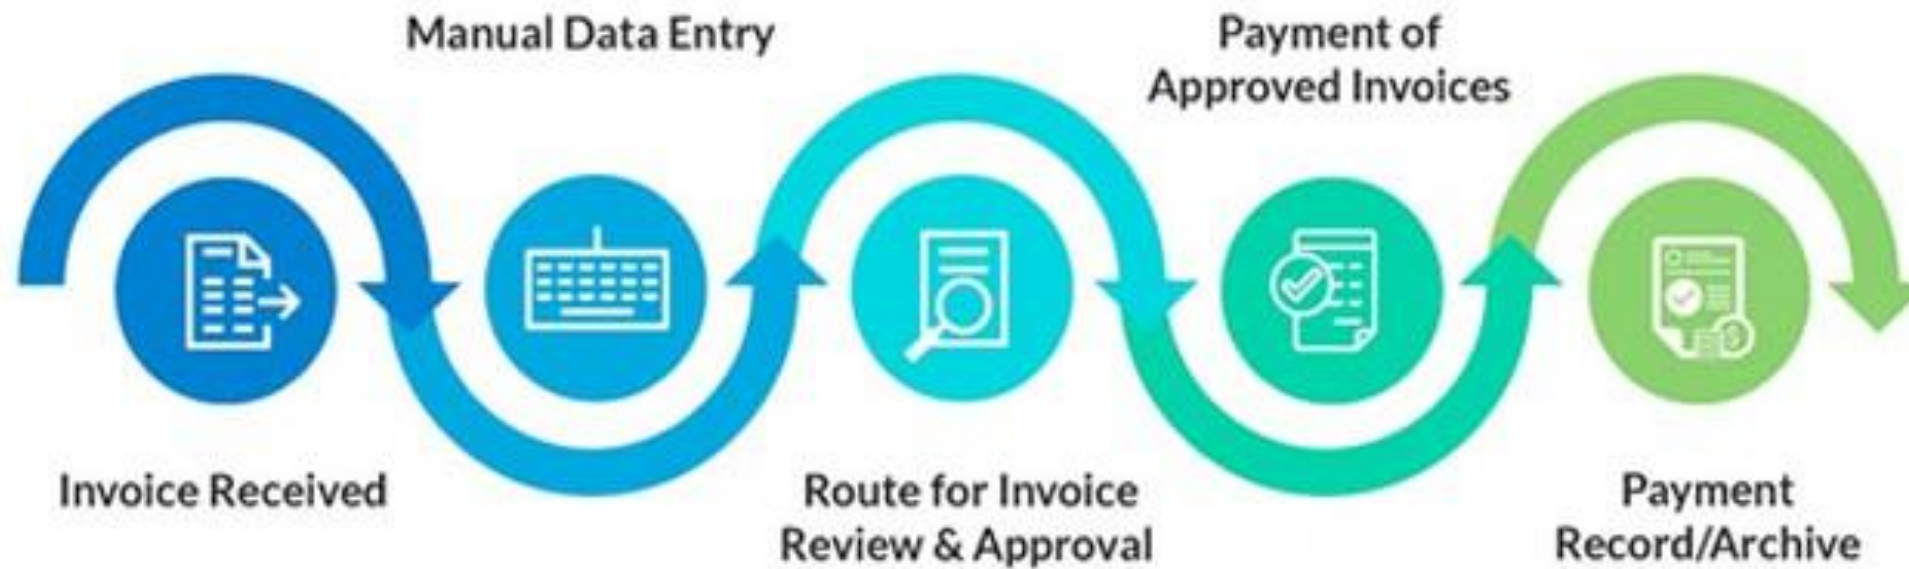 Invoice Received
Manual Data Entry
Route for Invoice
Review & Approval
Payment of
Approved Invoices
Payment
Record/Archive